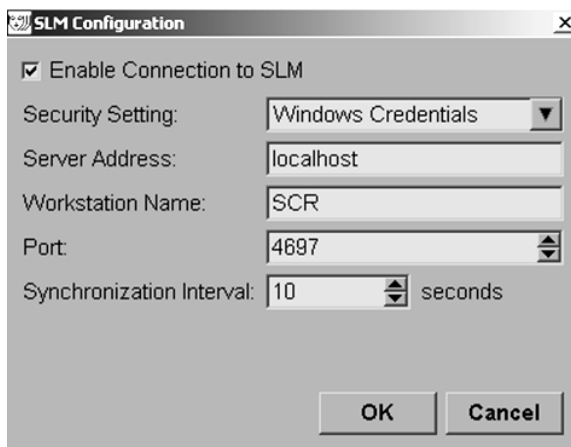 SLM Configuration
Enable Connection to SLM
Security Setting: Windows Credentials
Server Address: localhost
Workstation Name: SCR
Port: 4697
Synchronization Interval: 10 seconds
OK Cancel